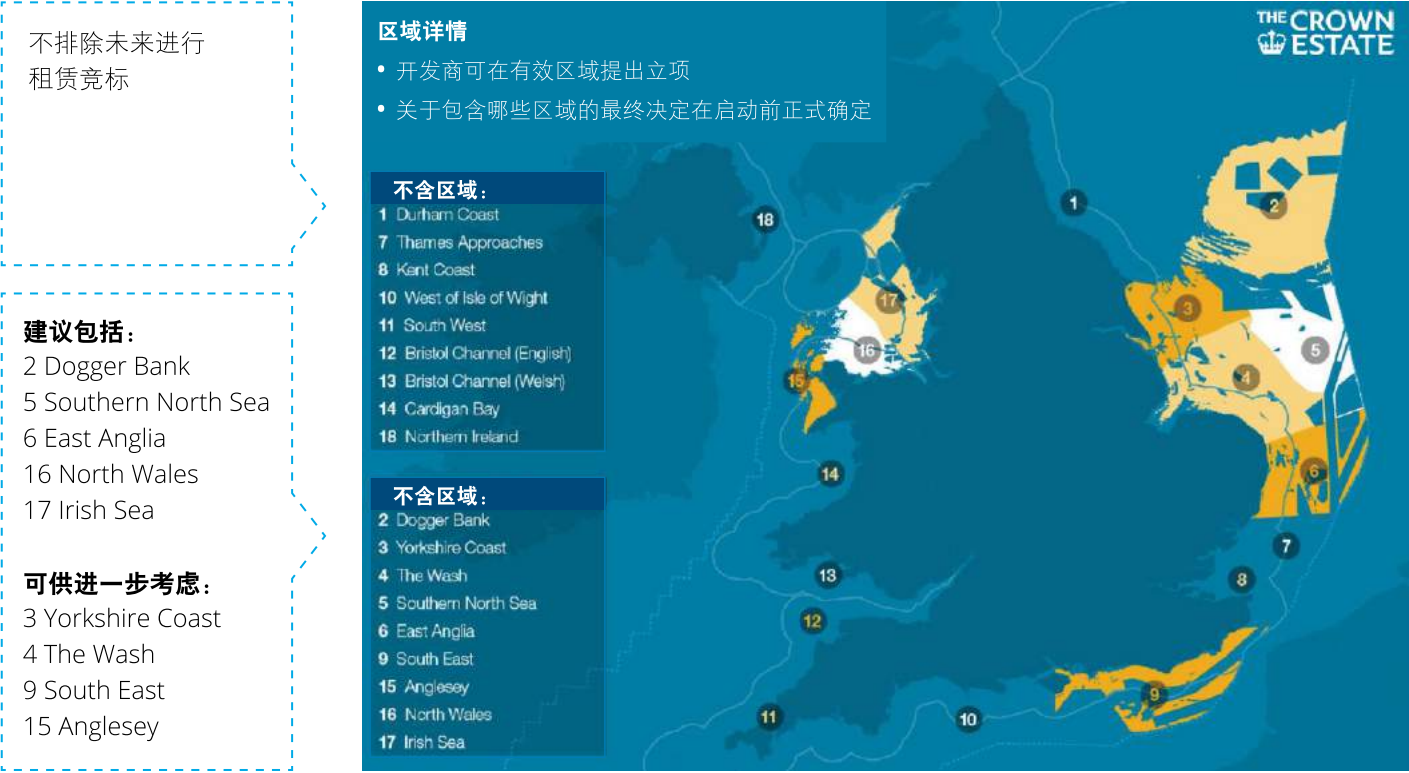 不排除未来进行
租赁竞标
建议包括：
2 Dogger Bank
5 Southern North Sea
6 East Anglia
16 North Wales
17 Irish Sea
可供进一步考虑：
3 Yorkshire Coast
4 The Wash
9 South East
15 Anglesey
区域详情
• 开发商可在有效区域提出立项
• 关于包含哪些区域的最终决定在启动前正式确定
THE CROWN
ESTATE
不含区域：
1 Durham Coast
7 Thames Approaches
8 Kent Coast
10 West of Isle of Wight
11 South West
12 Bristol Channel (English)
13 Bristol Channel (Welsh)
14 Cardigan Bay
18 Northern Ireland
不含区域：
2 Dogger Bank
3 Yorkshire Coast
4 The Wash
5 Southern North Sea
6 East Anglia
9 South East
15 Anglesey
16 North Wales
17 Irish Sea
1
2
18
17
3
16
5
15
4
14
6
7
13
8
12
9
11
10